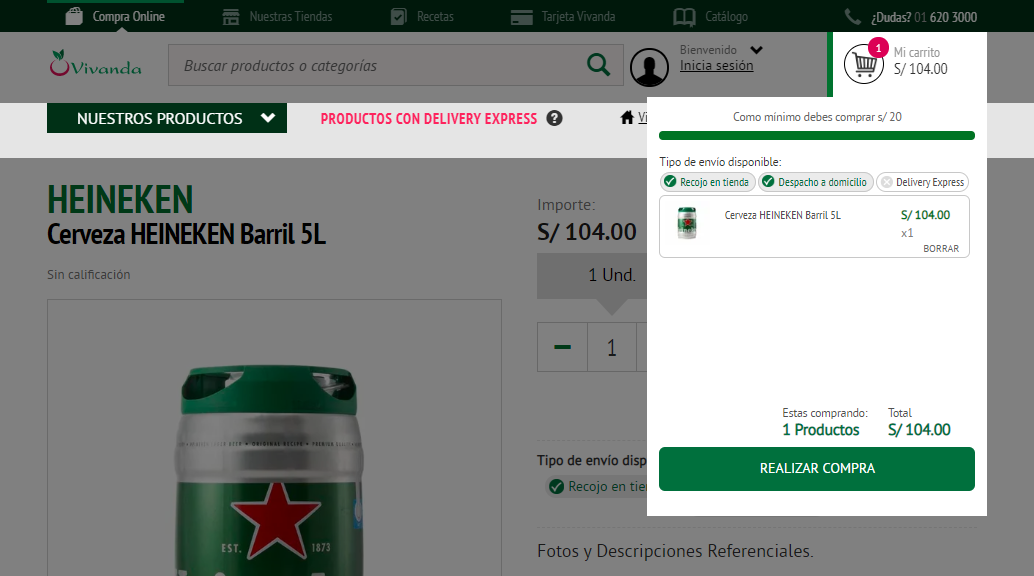 Compra Online
Nuestras Tiendas
Recetas
Tarjeta Vivanda
Catálogo
¿Dudas? 01 620 3000
Vivanda
Buscar productos o categorías
Bienvenido
Inicia sesión
1
Mi carrito
S/ 104.00
NUESTROS PRODUCTOS
PRODUCTOS CON DELIVERY EXPRESS ?
Vi
Como mínimo debes comprar s/ 20
Tipo de envío disponible:
Recojo en tienda
Despacho a domicilio
Delivery Express
Cerveza HEINEKEN Barril 5L
S/ 104.00
x1
BORRAR
Estas comprando:
1 Productos
Total
S/ 104.00
REALIZAR COMPRA
HEINEKEN
Cerveza HEINEKEN Barril 5L
Sin calificación
EST. 1873
Importe:
S/ 104.00
1 Und.
1
Tipo de envío disp
Recojo en tie
Fotos y Descripciones Referenciales.